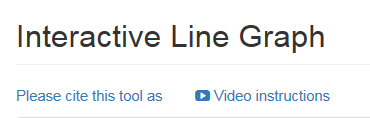 Interactive Line Graph
Please cite this tool as Video instructions